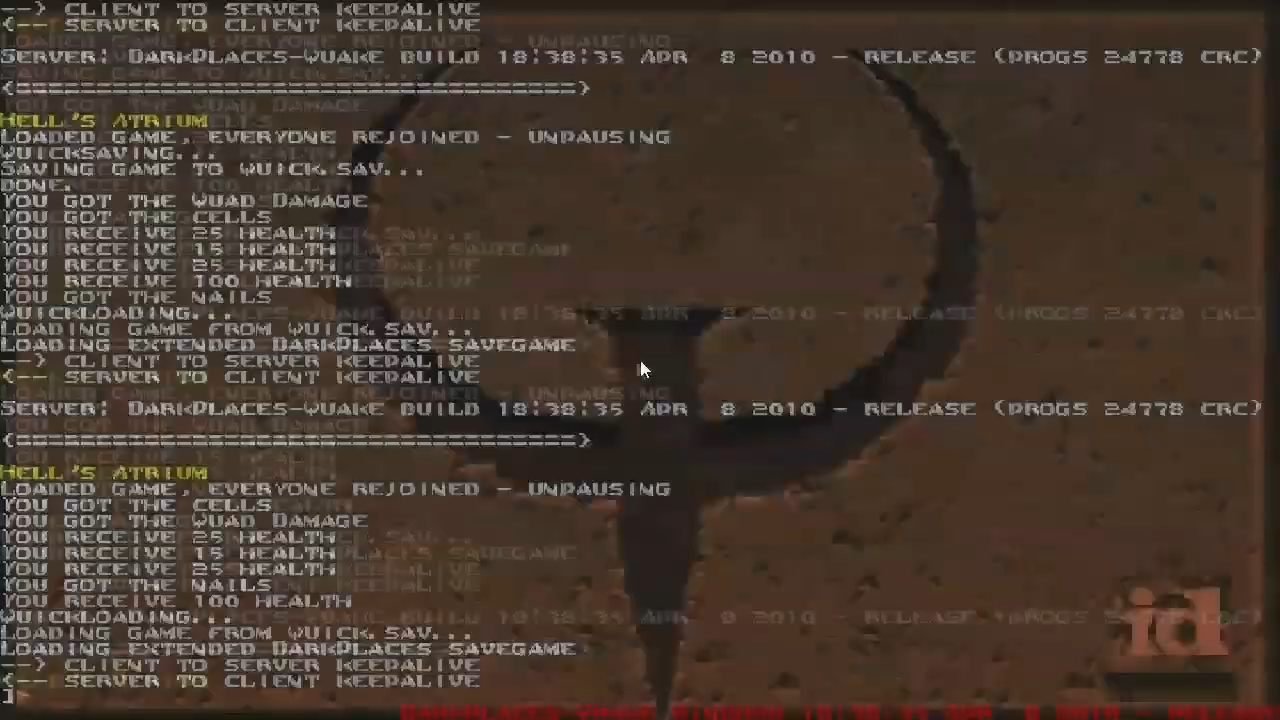 --> CLIENT TO SERVER KEEPALIVE
<-- SERVER TO CLIENT KEEPALIVE
SERVER: DARKPLACES-QUAKE BUILD 18:38:35 APR  8 2010 - RELEASE (PROGS 24778 CRC)
<===================================>
HELL'S ATRIUM
LOADED GAME, EVERYONE REJOINED - UNPAUSING
QUICKSAVING...
SAVING GAME TO QUICK.SAV...
DONE.
YOU GOT THE QUAD DAMAGE
YOU GOT THE CELLS
YOU RECEIVE 25 HEALTH
YOU RECEIVE 15 HEALTH
YOU RECEIVE 25 HEALTH
YOU RECEIVE 100 HEALTH
YOU GOT THE NAILS
QUICKLOADING...
LOADING GAME FROM QUICK.SAV...
LOADING EXTENDED DARKPLACES SAVEGAME
--> CLIENT TO SERVER KEEPALIVE
<-- SERVER TO CLIENT KEEPALIVE
SERVER: DARKPLACES-QUAKE BUILD 18:38:35 APR  8 2010 - RELEASE (PROGS 24778 CRC)
<===================================>
HELL'S ATRIUM
LOADED GAME, EVERYONE REJOINED - UNPAUSING
YOU GOT THE CELLS
YOU GOT THE QUAD DAMAGE
YOU RECEIVE 25 HEALTH
YOU RECEIVE 15 HEALTH
YOU RECEIVE 25 HEALTH
YOU GOT THE NAILS
YOU RECEIVE 100 HEALTH
QUICKLOADING...
LOADING GAME FROM QUICK.SAV...
LOADING EXTENDED DARKPLACES SAVEGAME
--> CLIENT TO SERVER KEEPALIVE
<-- SERVER TO CLIENT KEEPALIVE
]
id